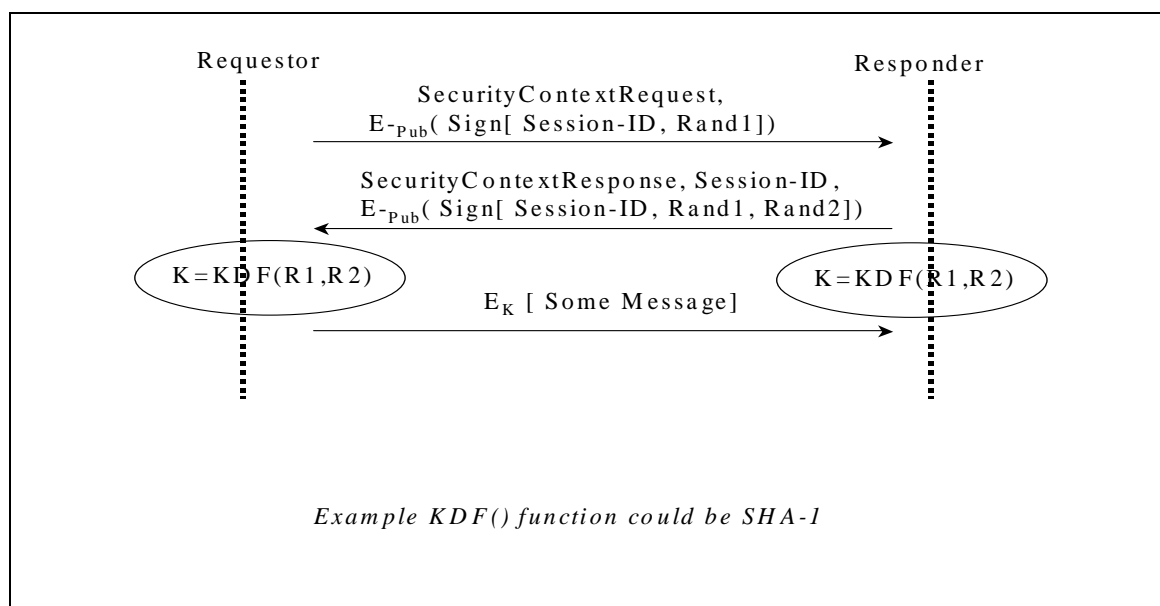 Requestor
Responder
SecurityContextRequest,
E-Pub( Sign[ Session-ID, Rand1])
SecurityContextResponse, Session-ID,
E-Pub( Sign[ Session-ID, Rand1, Rand2])
K=KDF(R1,R2)
K=KDF(R1,R2)
EK [ Some Message]
Example KDF() function could be SHA-1